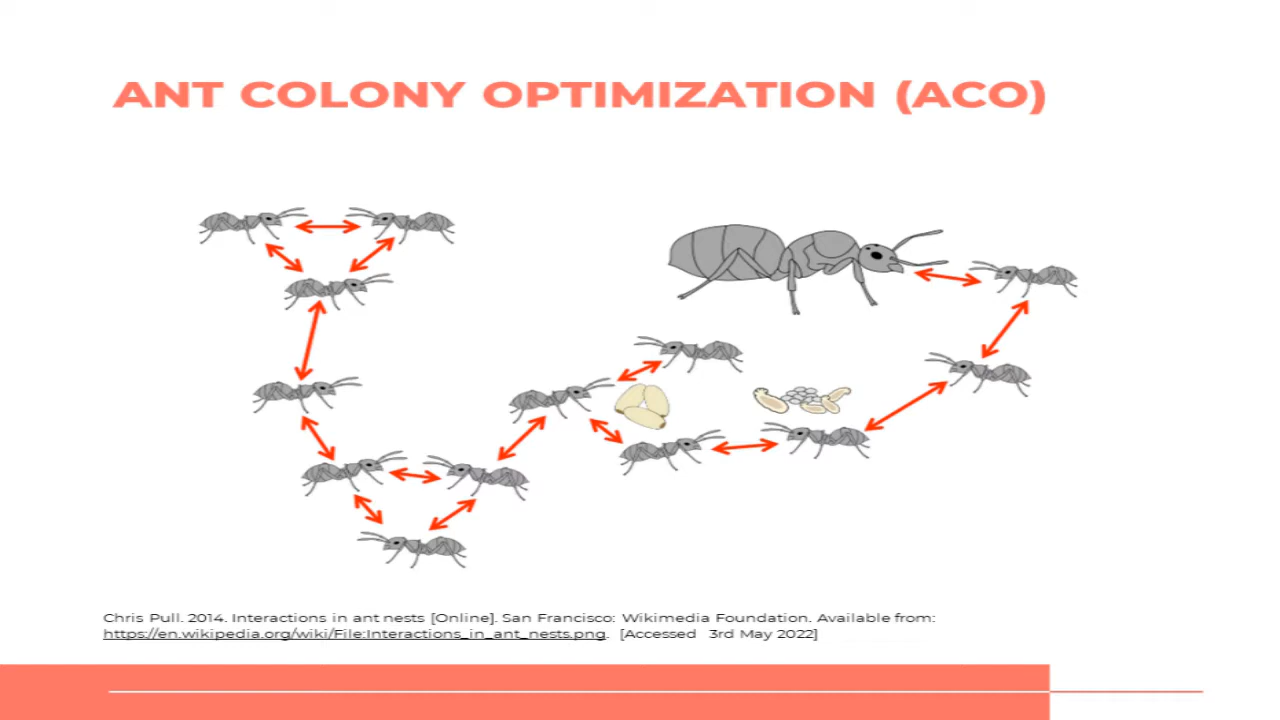 ANT COLONY OPTIMIZATION (ACO)
Chris Pull. 2014. Interactions in ant nests [Online]. San Francisco: Wikimedia Foundation. Available from:
https://en.wikipedia.org/wiki/File:Interactions_in_ant_nests.png. [Accessed 3rd May 2022]